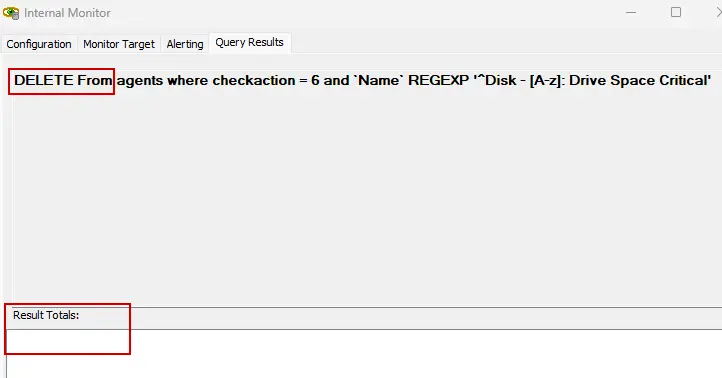 Internal Monitor
Configuration Monitor Target Alerting Query Results
DELETE From agents where checkaction = 6 and `Name` REGEXP '^Disk - [A-z]: Drive Space Critical'
Result Totals: